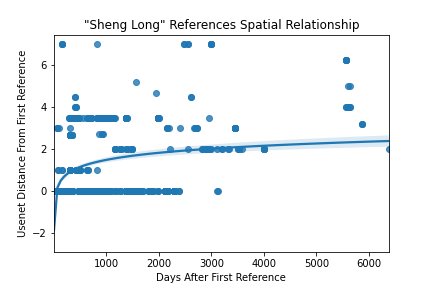 "Sheng Long" References Spatial Relationship
Usenet Distance From First Reference
6
4
2
0
−2
1000 2000 3000 4000 5000 6000
Days After First Reference